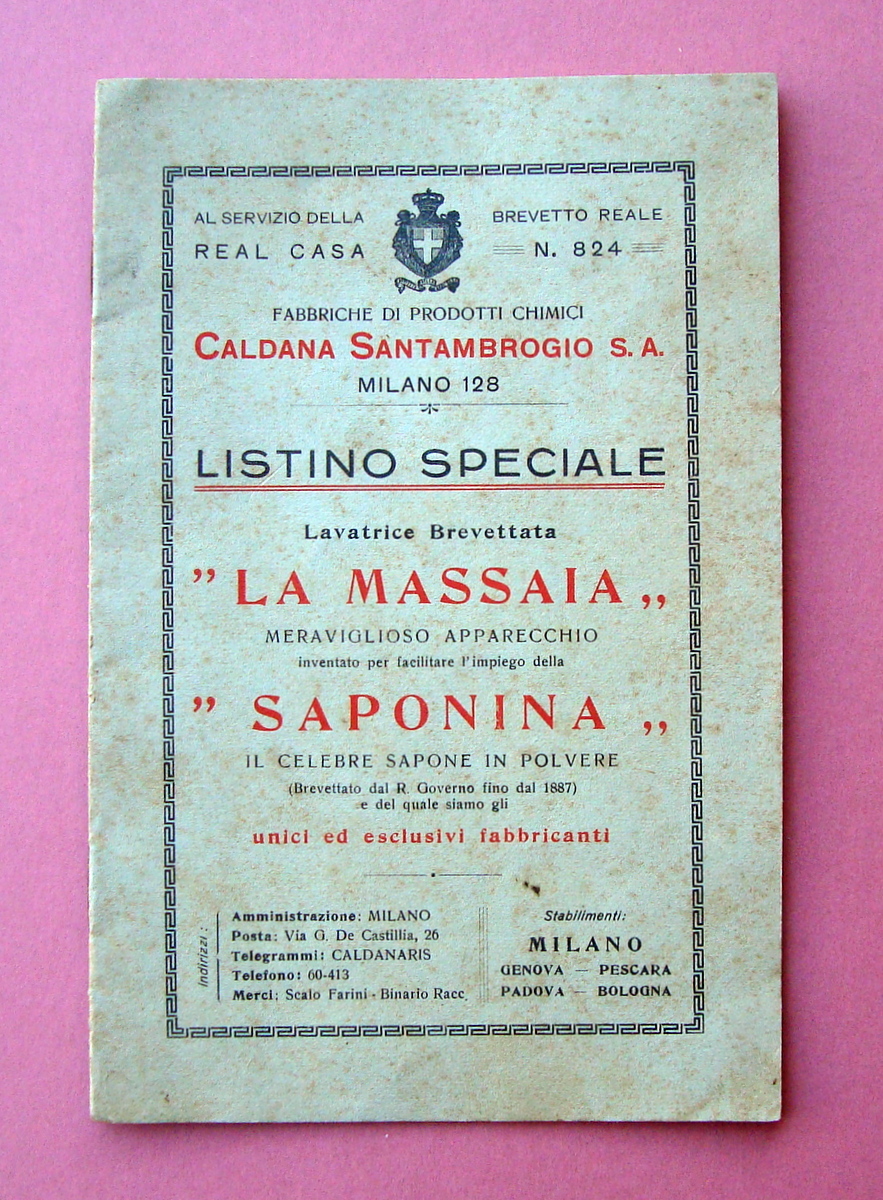 AL SERVIZIO DELLA
REAL CASA
BREVETTO REALE
N. 824
FABBRICHE DI PRODOTTI CHIMICI
CALDANA SANTAMBROGIO S. A.
MILANO 128
LISTINO SPECIALE
Lavatrice Brevettata
" LA MASSAIA „
MERAVIGLIOSO APPARECCHIO
inventato per facilitare l'impiego della
" SAPONINA „
IL CELEBRE SAPONE IN POLVERE
(Brevettato dal R. Governo fino dal 1887)
e del quale siamo gli
unici ed esclusivi fabbricanti
Indirizzi:
Amministrazione: MILANO
Posta: Via G. De Castillia, 26
Telegrammi: CALDANARIS
Telefono: 60-413
Merci: Scalo Farini - Binario Racc.
Stabilimenti:
MILANO
GENOVA — PESCARA
PADOVA — BOLOGNA